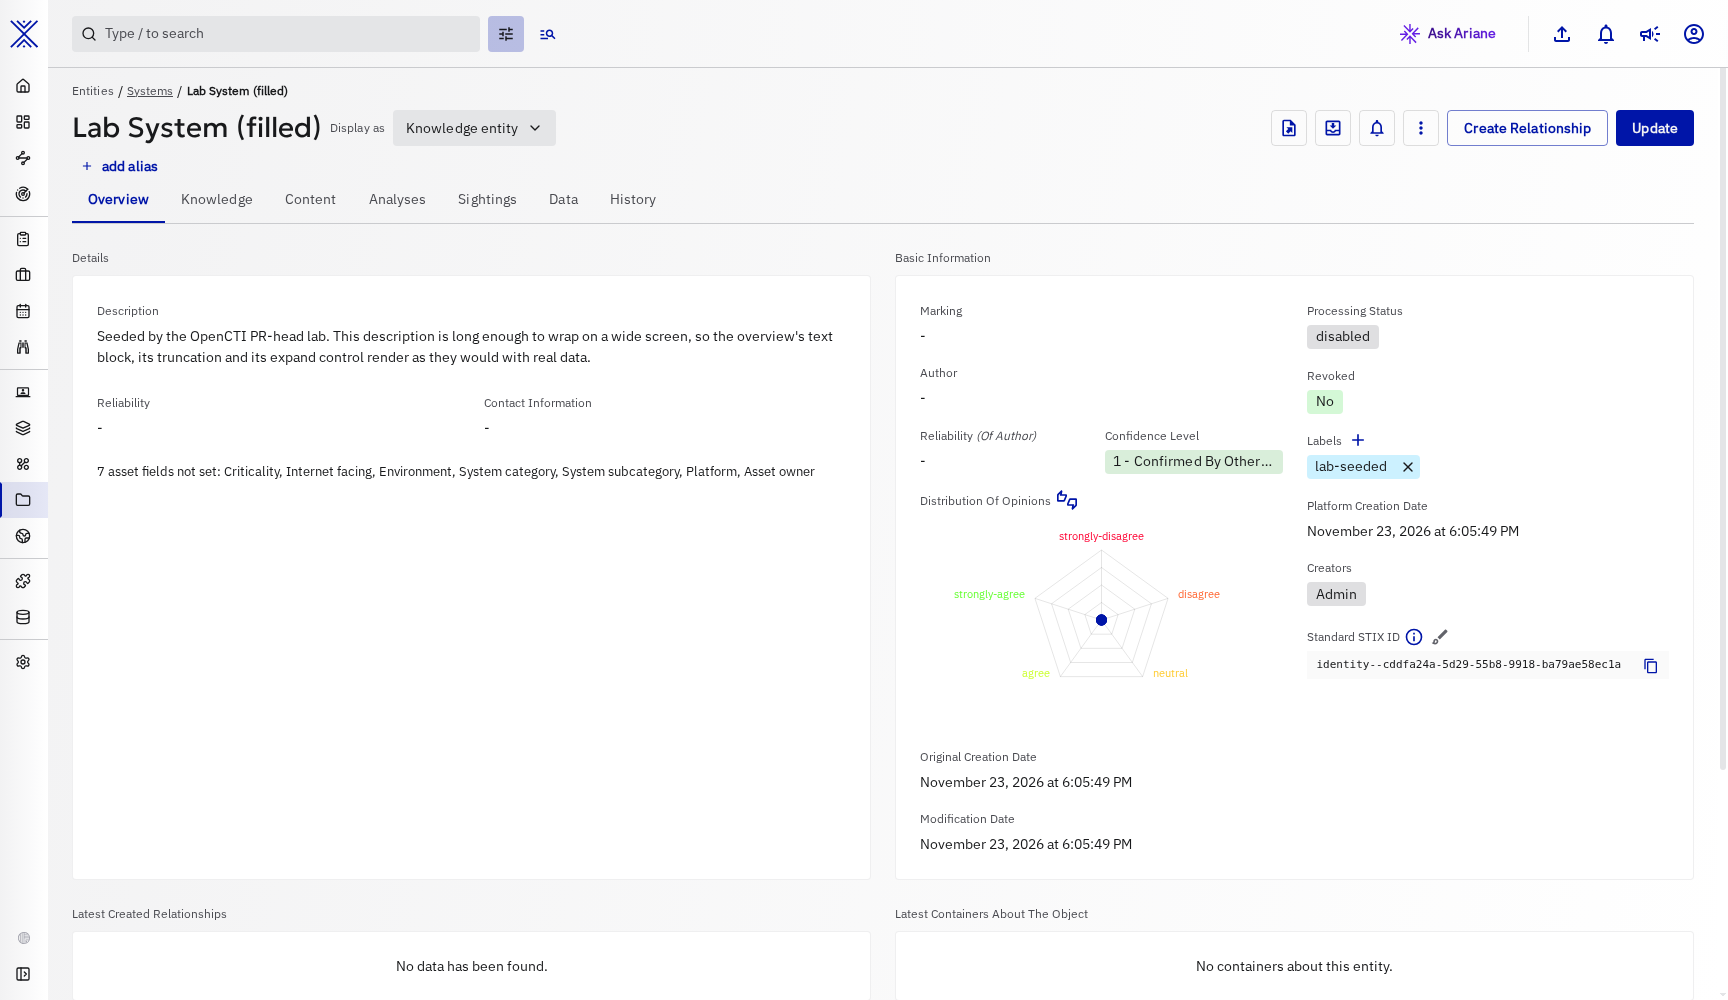 Type / to search
Ask Ariane
Entities / Systems / Lab System (filled)
Lab System (filled)
Display as
Knowledge entity
Create Relationship
Update
+ add alias
Overview
Knowledge
Content
Analyses
Sightings
Data
History
Details
Description
Seeded by the OpenCTI PR-head lab. This description is long enough to wrap on a wide screen, so the overview's text
block, its truncation and its expand control render as they would with real data.
Reliability
-
Contact Information
-
7 asset fields not set: Criticality, Internet facing, Environment, System category, System subcategory, Platform, Asset owner
Basic Information
Marking
-
Author
-
Reliability (Of Author)
-
Confidence Level
1 - Confirmed By Other...
Distribution Of Opinions
strongly-disagree
strongly-agree
disagree
agree
neutral
Original Creation Date
November 23, 2026 at 6:05:49 PM
Modification Date
November 23, 2026 at 6:05:49 PM
Processing Status
disabled
Revoked
No
Labels
lab-seeded
Platform Creation Date
November 23, 2026 at 6:05:49 PM
Creators
Admin
Standard STIX ID
identity--cddfa24a-5d29-55b8-9918-ba79ae58ec1a
Latest Created Relationships
No data has been found.
Latest Containers About The Object
No containers about this entity.